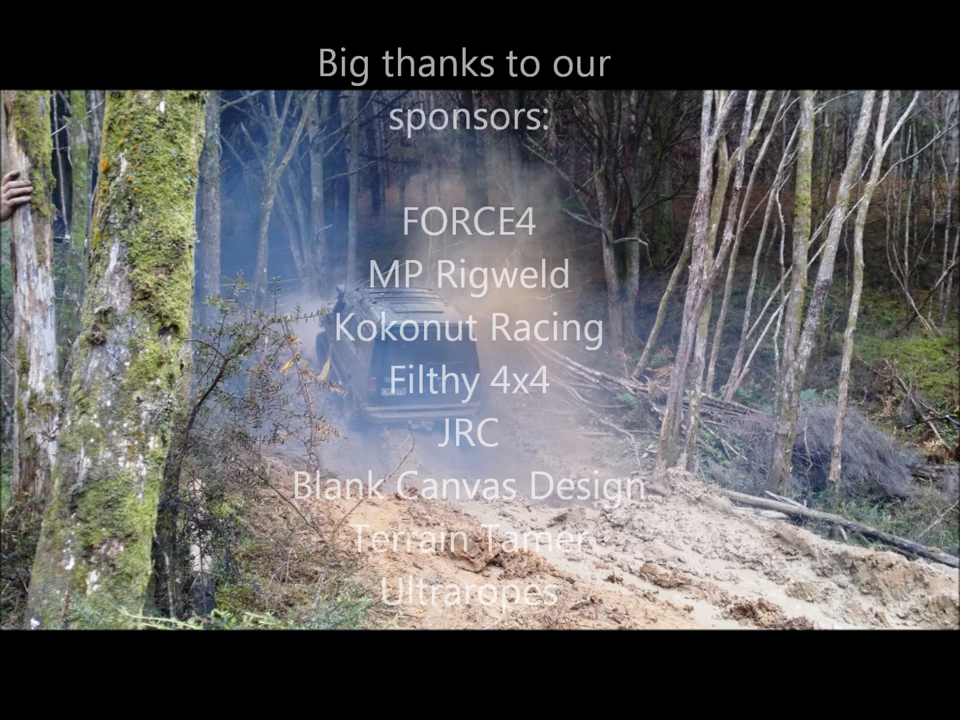 Big thanks to our
sponsors:
FORCE4
MP Rigweld
Kokonut Racing
Filthy 4x4
JRC
Blank Canvas Design
Terrain Tamer
Ultraropes